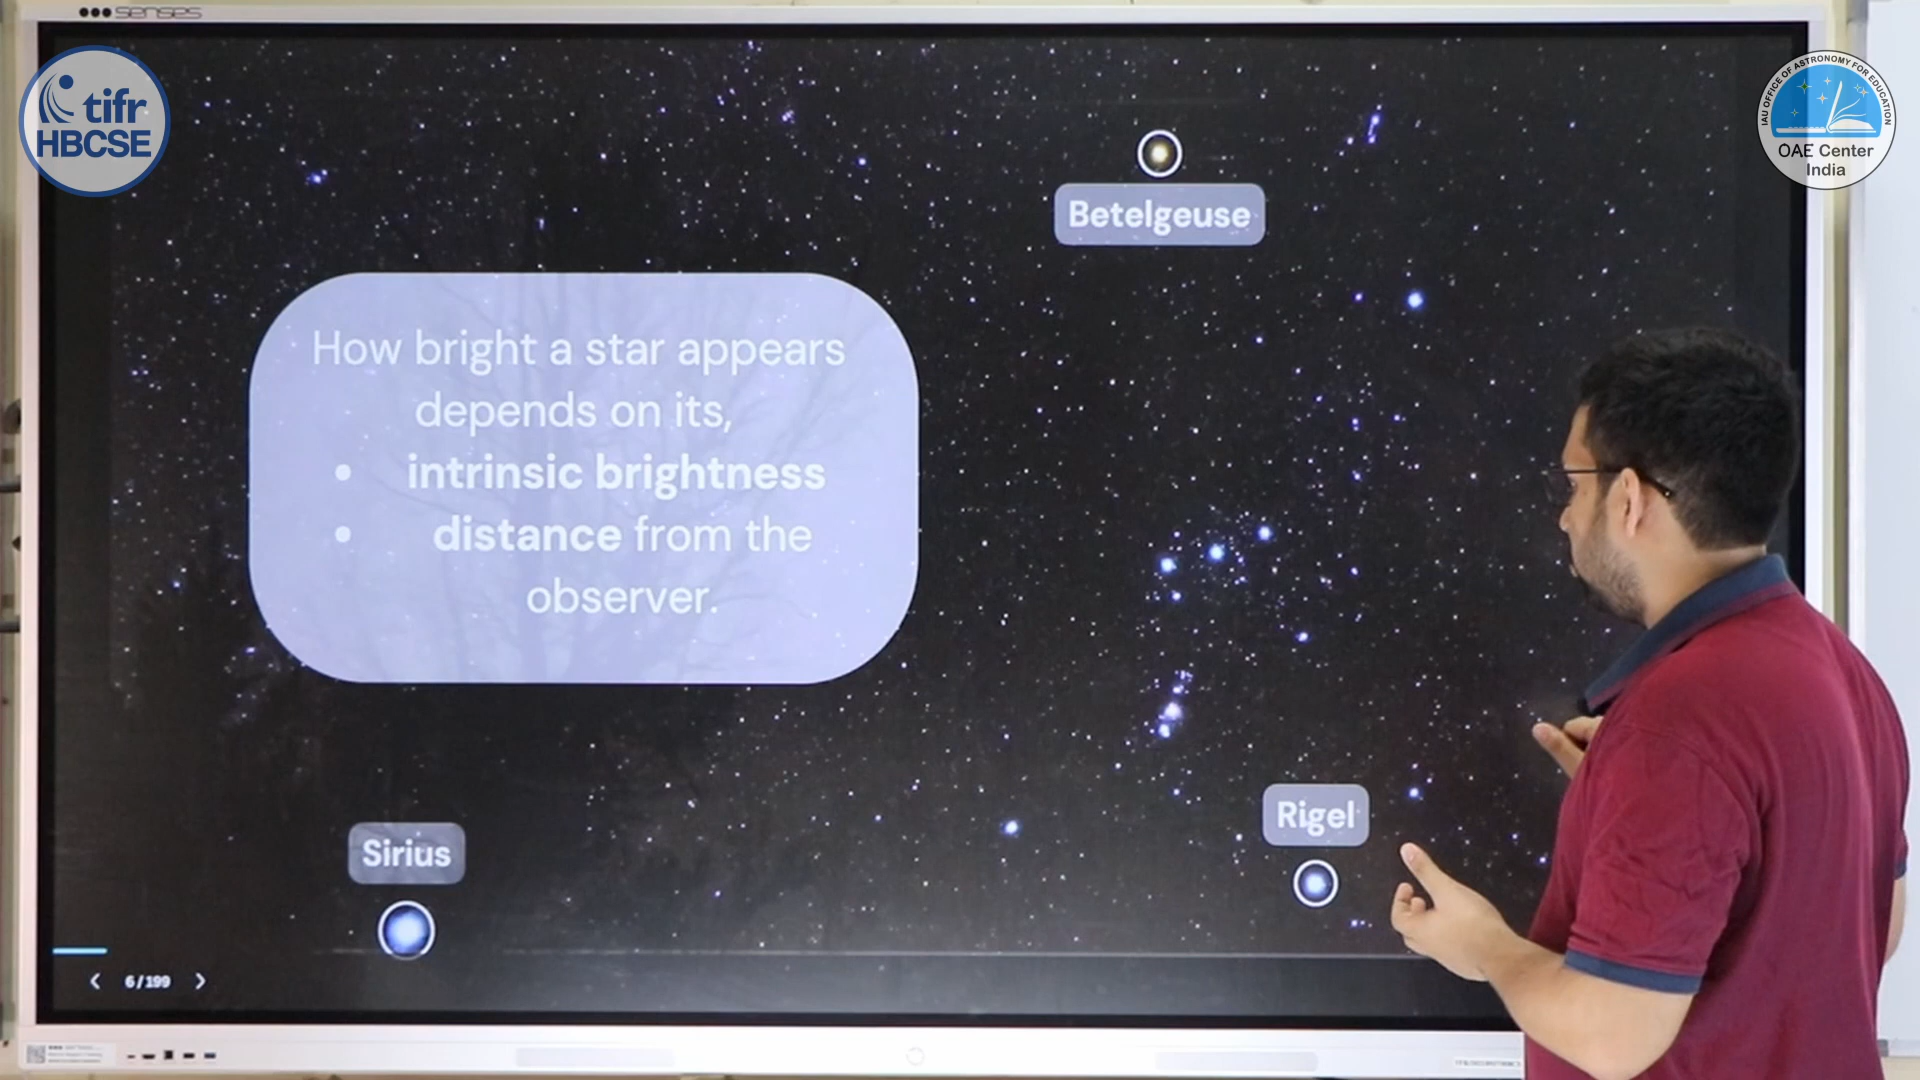 senses
tifr
HBCSE
IAU OFFICE OF ASTRONOMY FOR EDUCATION
OAE Center
India
Betelgeuse
How bright a star appears
depends on its,
• intrinsic brightness
• distance from the
observer.
Rigel
Sirius
6/199